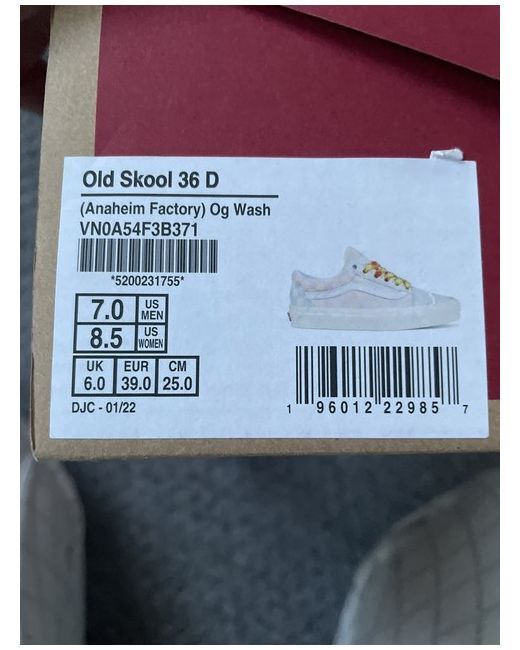 Old Skool 36 D
(Anaheim Factory) Og Wash
VN0A54F3B371
*5200231755*
7.0 US MEN
8.5 US WOMEN
UK EUR CM
6.0 39.0 25.0
DJC - 01/22
1 96012 22985 7